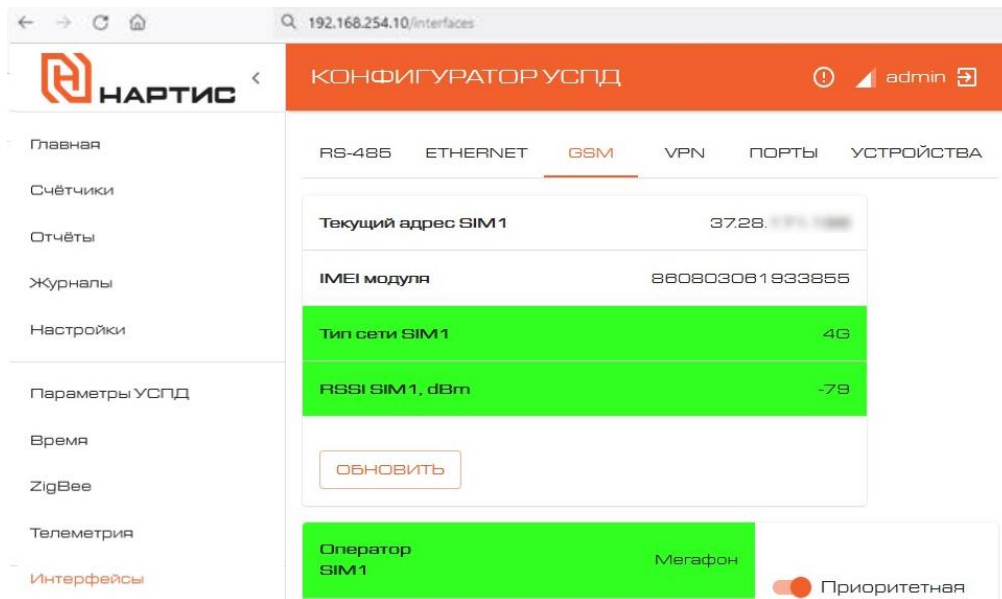 192.168.254.10/interfaces
НАРТИС
КОНФИГУРАТОР УСПД
admin
Главная
Счётчики
Отчёты
Журналы
Настройки
Параметры УСПД
Время
ZigBee
Телеметрия
Интерфейсы
RS-485 ETHERNET GSM VPN ПОРТЫ УСТРОЙСТВА
Текущий адрес SIM1 37.28.
IMEI модуля 860803061933855
Тип сети SIM1 4G
RSSI SIM1, dBm -79
ОБНОВИТЬ
Оператор
SIM1
Мегафон
Приоритетная